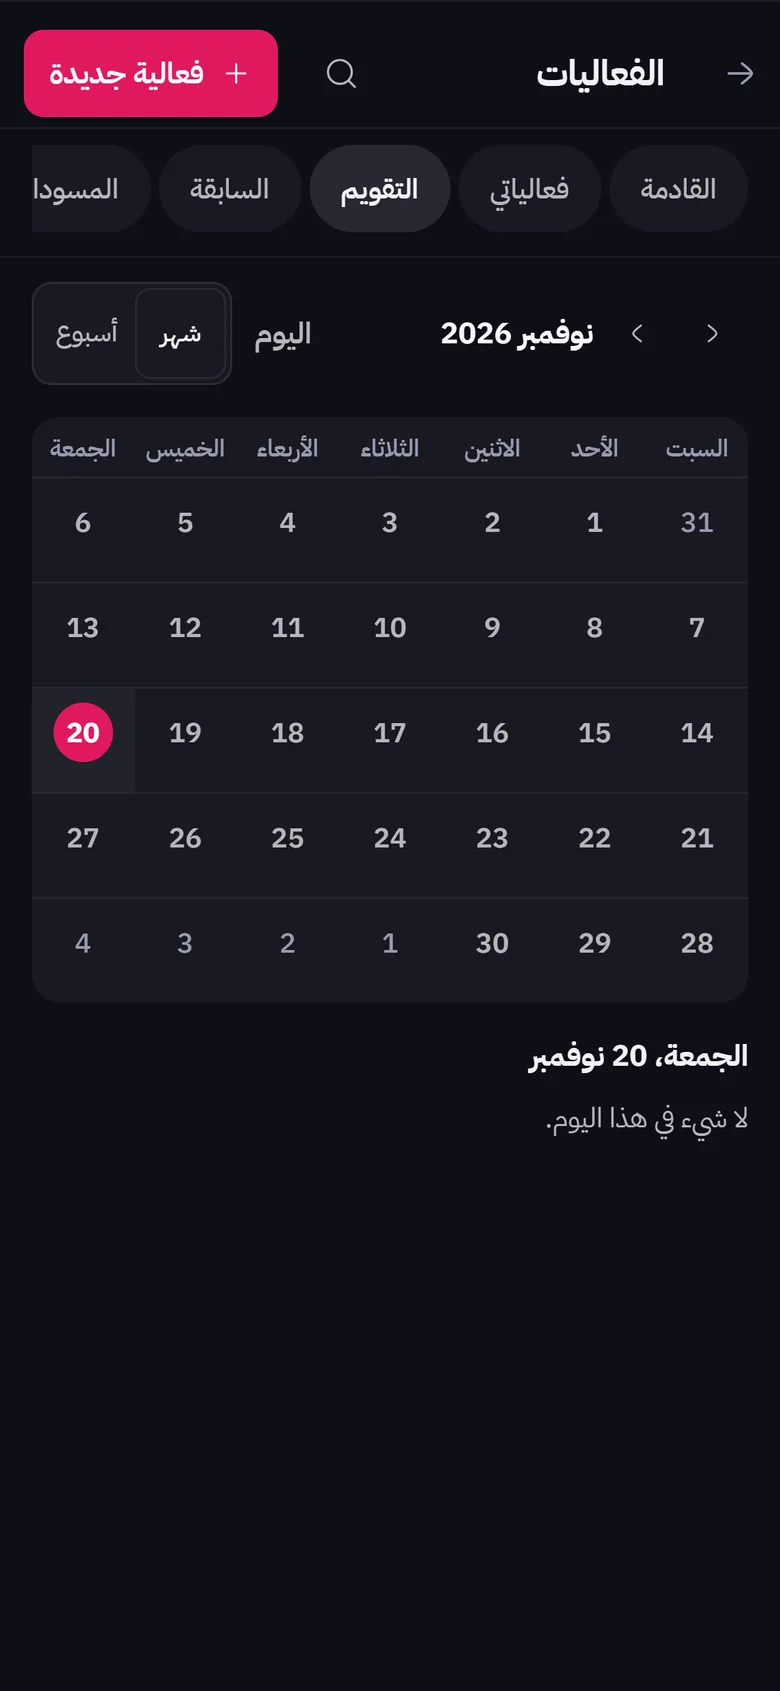 الفعاليات
+ فعالية جديدة
القادمة
فعالياتي
التقويم
السابقة
المسودا
نوفمبر 2026
اليوم
شهر
أسبوع
السبت الأحد الاثنين الثلاثاء الأربعاء الخميس الجمعة
31 1 2 3 4 5 6
7 8 9 10 11 12 13
14 15 16 17 18 19 20
21 22 23 24 25 26 27
28 29 30 1 2 3 4
الجمعة، 20 نوفمبر
لا شيء في هذا اليوم.